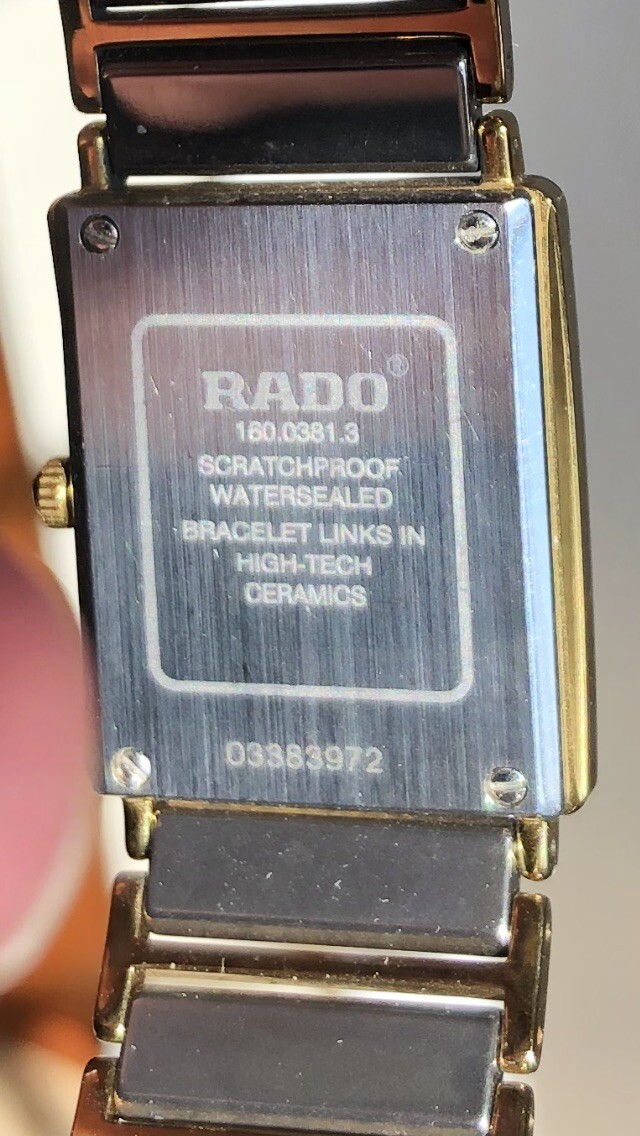 RADO®
160.0381.3
SCRATCHPROOF
WATERSEALED
BRACELET LINKS IN
HIGH-TECH
CERAMICS
03383972